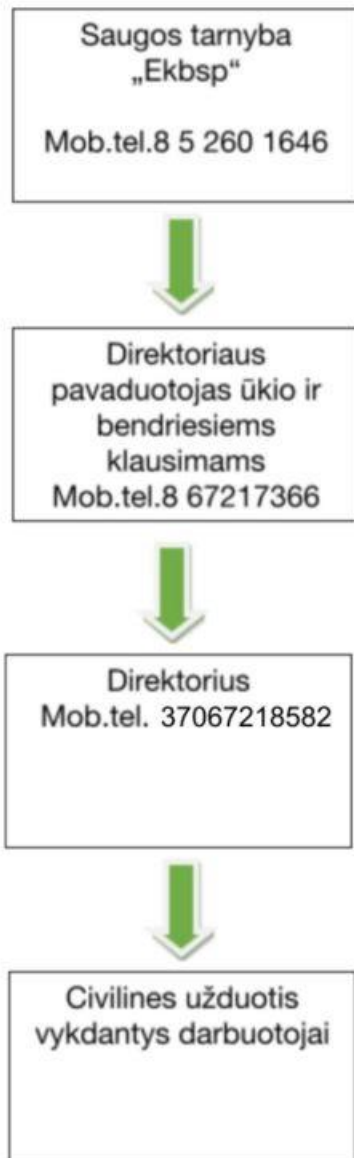 Saugos tarnyba
„Ekbsp“
Mob.tel.8 5 260 1646
Direktoriaus
pavaduotojas ūkio ir
bendriesiems
klausimams
Mob.tel.8 67217366
Direktorius
Mob.tel. 37067218582
Civilines užduotis
vykdantys darbuotojai